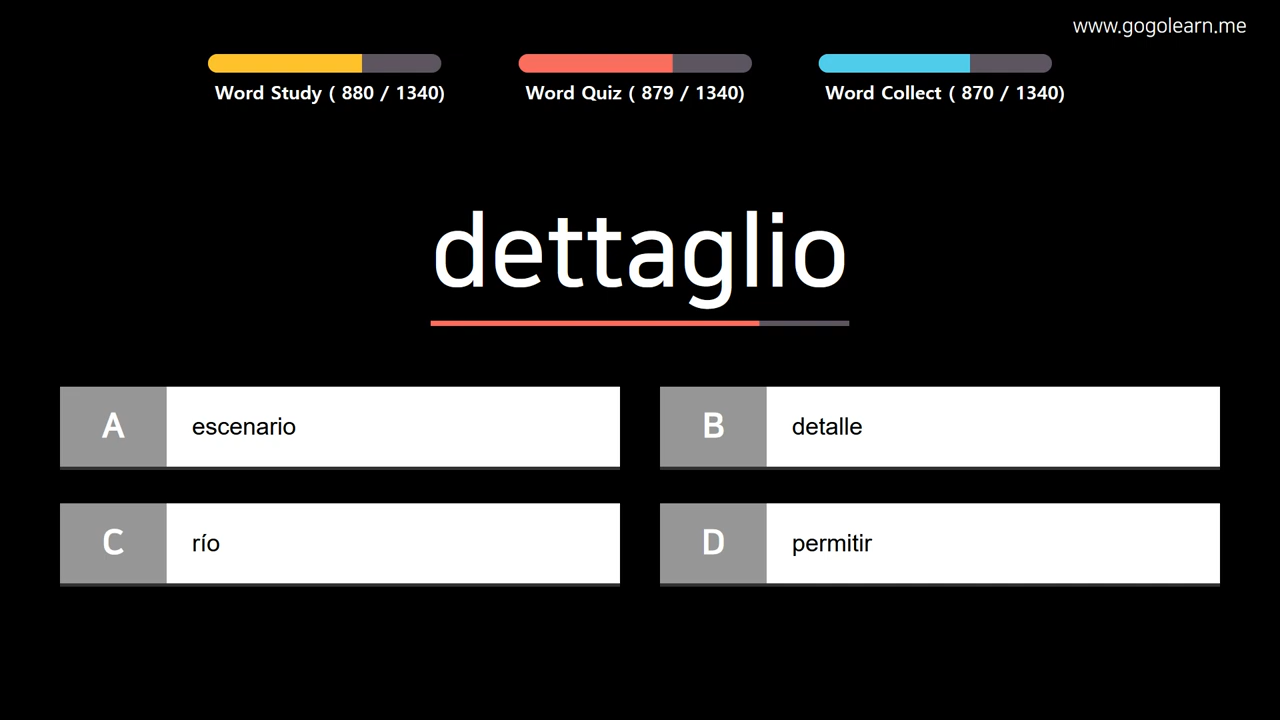 www.gogolearn.me
Word Study ( 880 / 1340)
Word Quiz ( 879 / 1340)
Word Collect ( 870 / 1340)
dettaglio
A escenario
B detalle
C río
D permitir